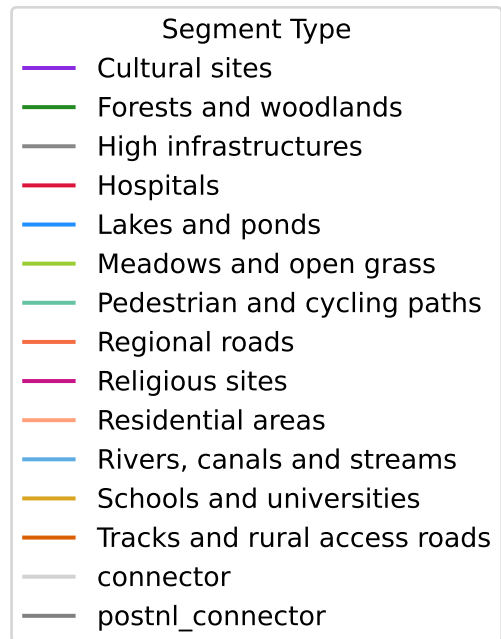 Segment Type
Cultural sites
Forests and woodlands
High infrastructures
Hospitals
Lakes and ponds
Meadows and open grass
Pedestrian and cycling paths
Regional roads
Religious sites
Residential areas
Rivers, canals and streams
Schools and universities
Tracks and rural access roads
connector
postnl_connector